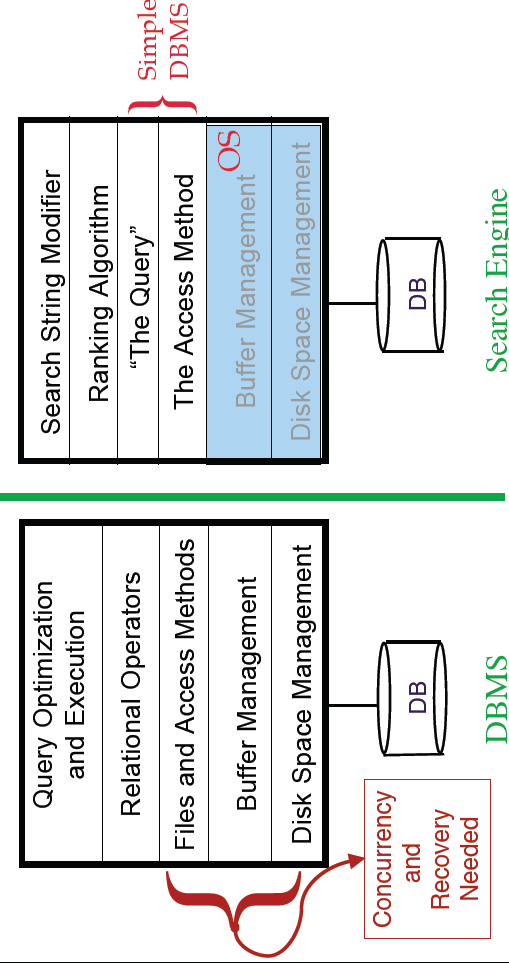 Query Optimization
and Execution
Relational Operators
Files and Access Methods
Buffer Management
Disk Space Management
DB
Concurrency
and
Recovery
Needed
DBMS
Search String Modifier
Ranking Algorithm
“The Query”
The Access Method
OS
Buffer Management
Disk Space Management
Simple
DBMS
DB
Search Engine